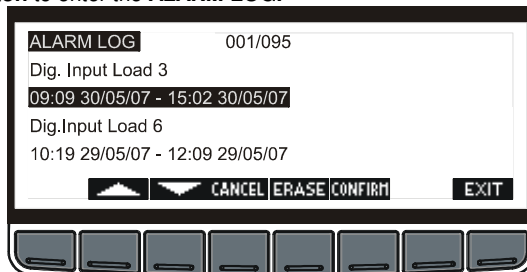 to enter the ALARM LOG.
ALARM LOG 001/095
Dig. Input Load 3
09:09 30/05/07 - 15:02 30/05/07
Dig.Input Load 6
10:19 29/05/07 - 12:09 29/05/07
CANCEL ERASE CONFIRM EXIT